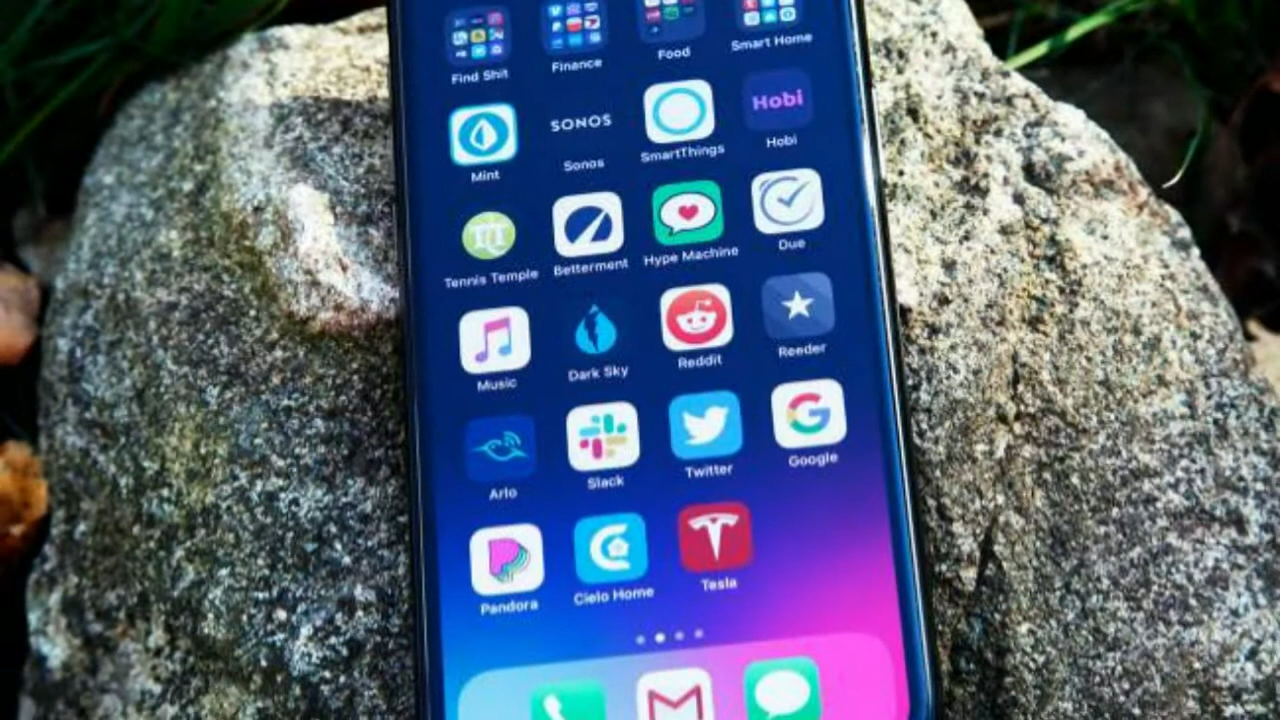 Find Shit
Finance
Food
Smart Home
Hobi
SONOS
Mint
Sonos
SmartThings
Hobi
Tennis Temple
Betterment
Hype Machine
Due
Music
Dark Sky
Reddit
Reeder
Arlo
Slack
Twitter
Google
Pandora
Cielo Home
Tesla